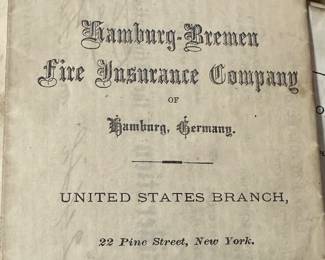 Hamburg-Bremen
Fire Insurance Company
OF
Hamburg, Germany.
UNITED STATES BRANCH,
22 Pine Street, New York.